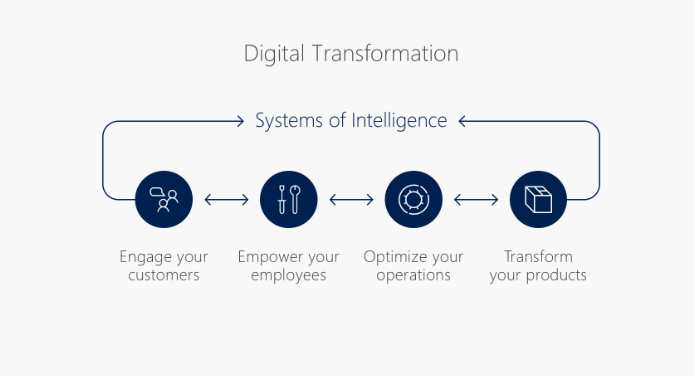 Digital Transformation
Systems of Intelligence
Engage your
customers
Empower your
employees
Optimize your
operations
Transform
your products